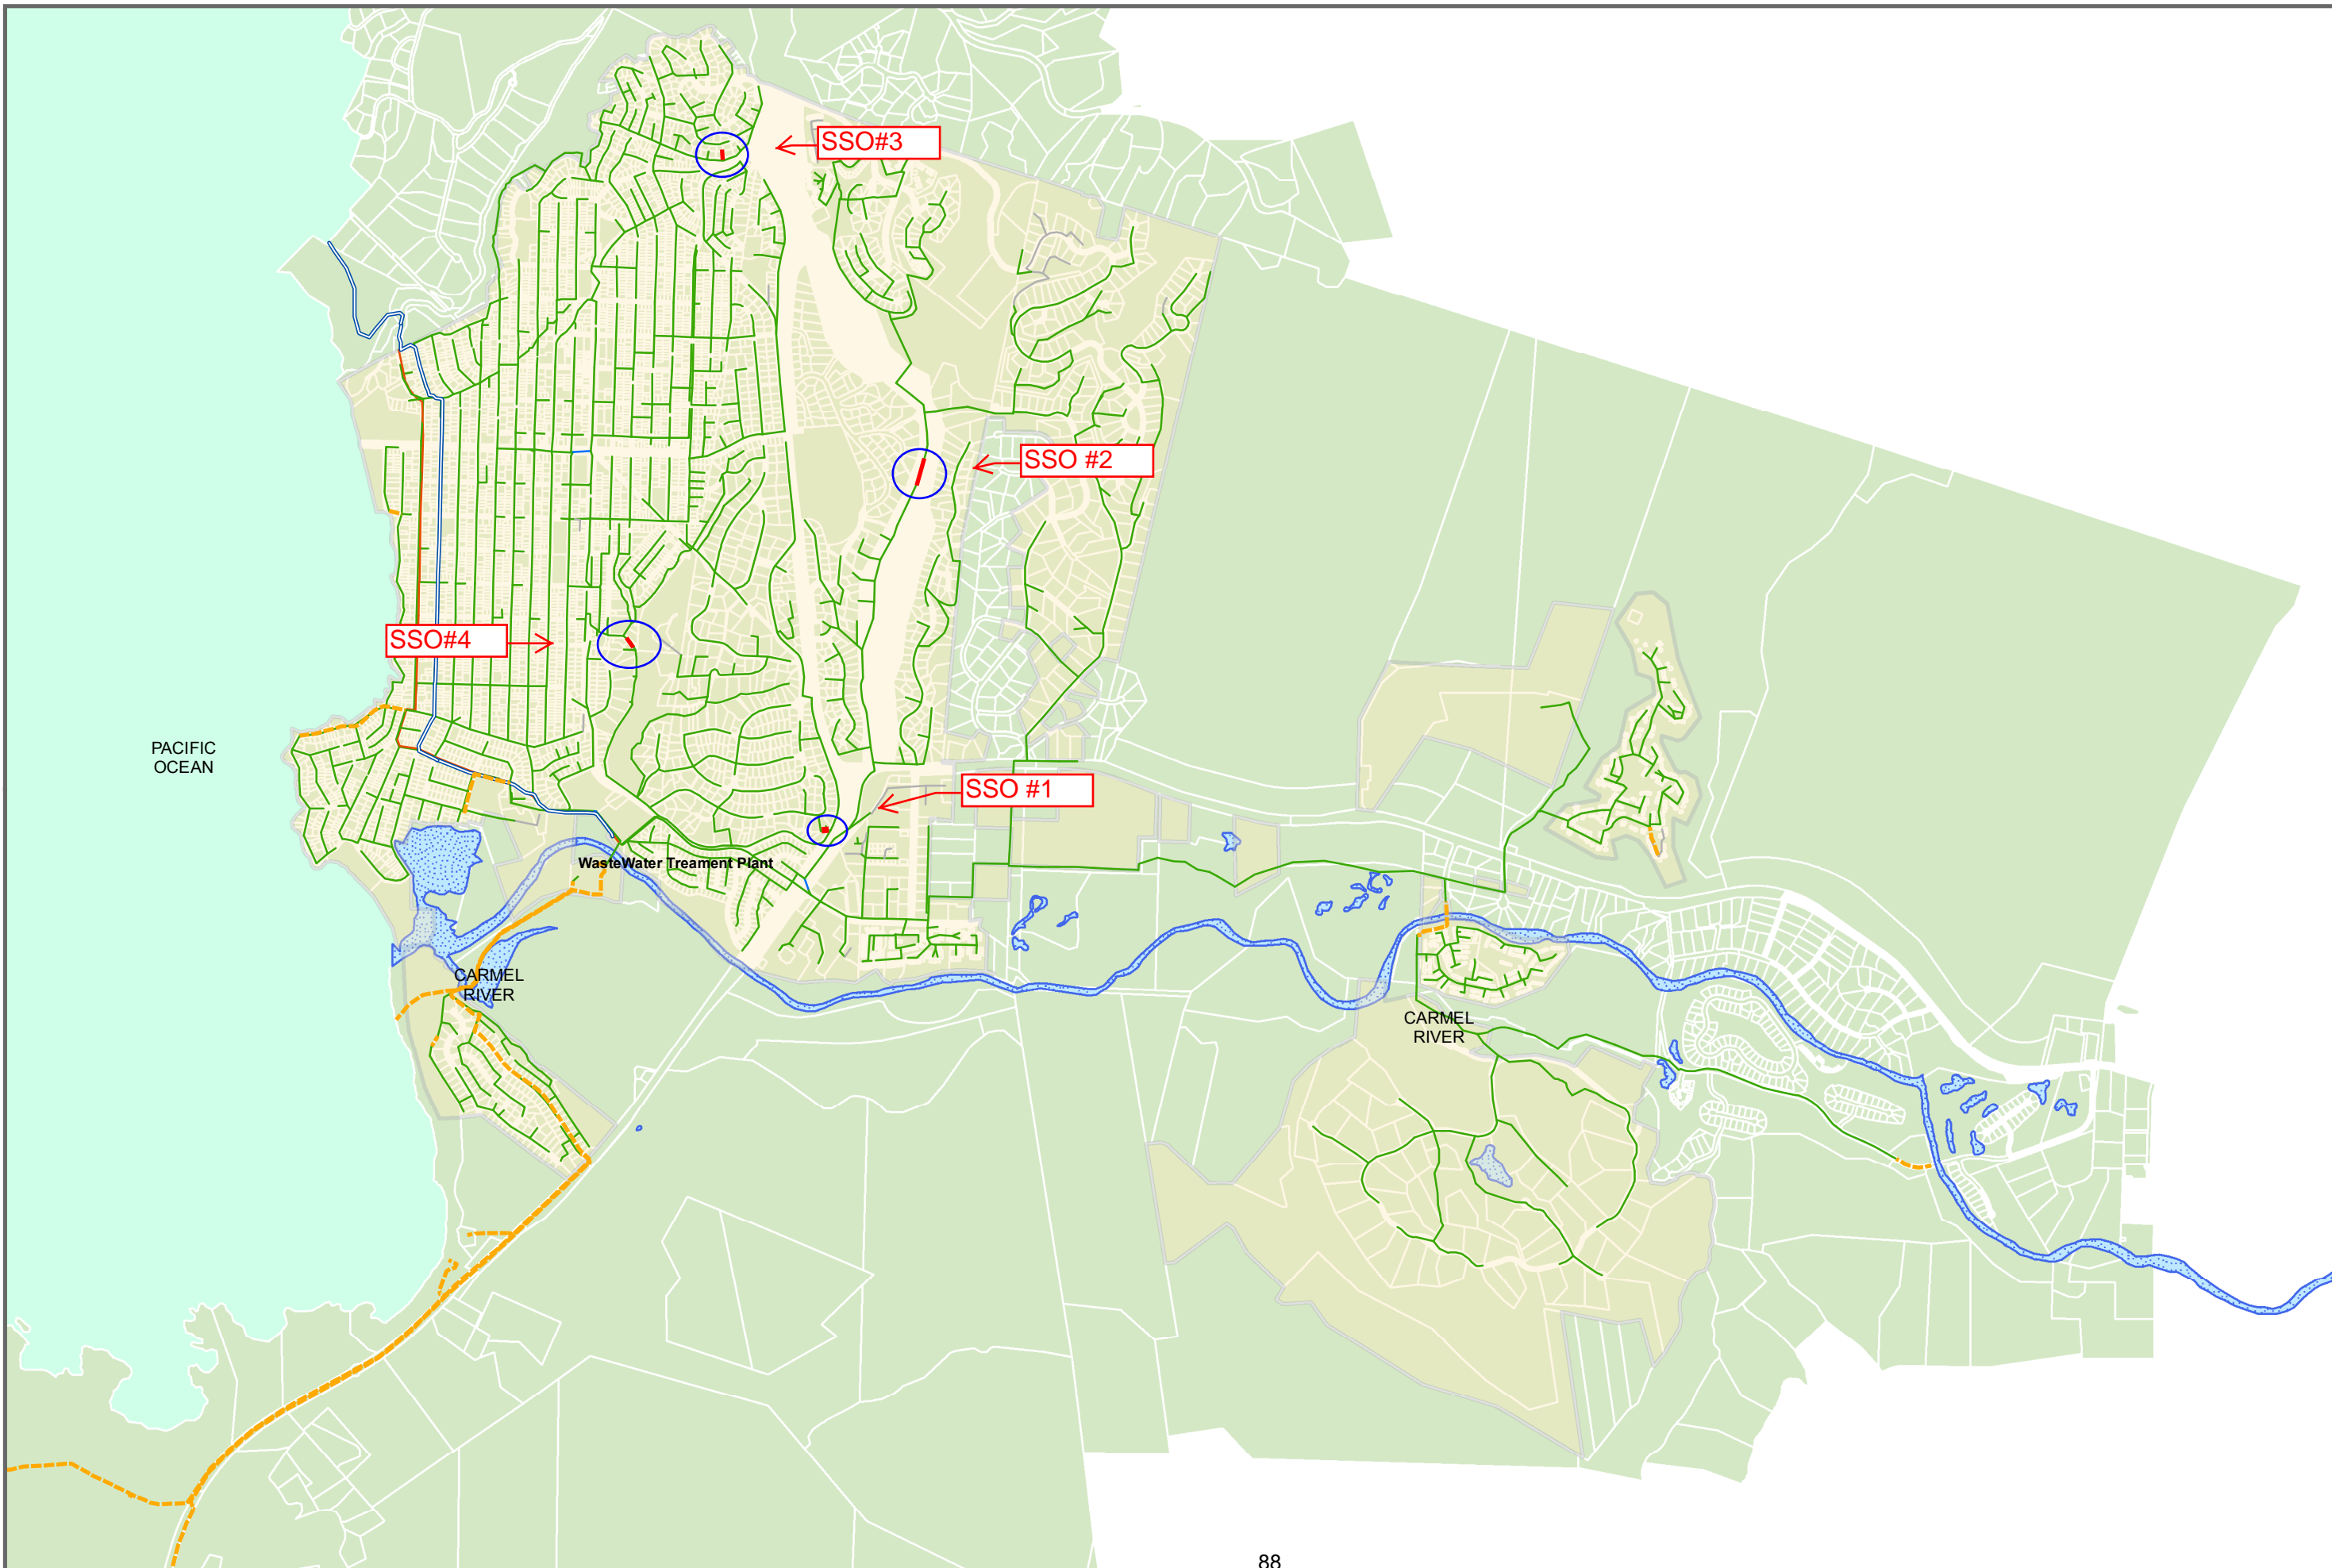 SSO#3
SSO #2
SSO#4
PACIFIC
OCEAN
SSO #1
WasteWater Treament Plant
CARMEL
RIVER
CARMEL
RIVER
88